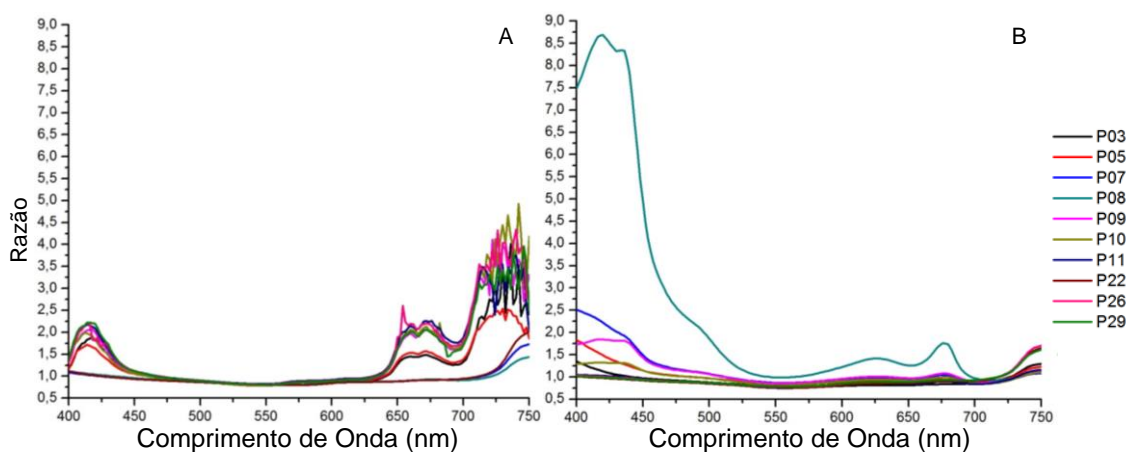 A
B
Razão
9,0
8,5
8,0
7,5
7,0
6,5
6,0
5,5
5,0
4,5
4,0
3,5
3,0
2,5
2,0
1,5
1,0
0,5
400 450 500 550 600 650 700 750
Comprimento de Onda (nm)
9,0
8,5
8,0
7,5
7,0
6,5
6,0
5,5
5,0
4,5
4,0
3,5
3,0
2,5
2,0
1,5
1,0
0,5
400 450 500 550 600 650 700 750
Comprimento de Onda (nm)
P03
P05
P07
P08
P09
P10
P11
P22
P26
P29